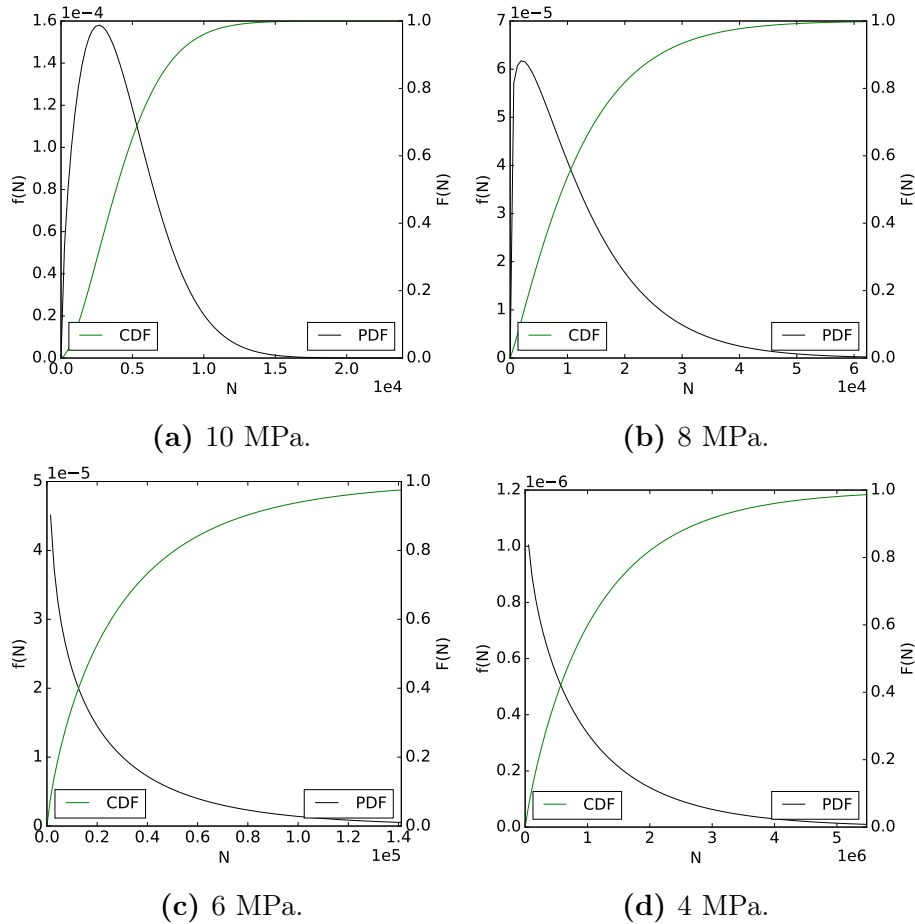 1e−4
1.6
1.4
1.2
1.0
0.8
0.6
0.4
0.2
0.0
f(N)
1.0
0.8
0.6
0.4
0.2
0.0
F(N)
CDF
PDF
0.0 0.5 1.0 1.5 2.0
1e4
N
(a) 10 MPa.
1e−5
7
6
5
4
3
2
1
0
f(N)
1.0
0.8
0.6
0.4
0.2
0.0
F(N)
CDF
PDF
0 1 2 3 4 5 6
1e4
N
(b) 8 MPa.
1e−5
5
4
3
2
1
0
f(N)
1.0
0.8
0.6
0.4
0.2
0.0
F(N)
CDF
PDF
0.0 0.2 0.4 0.6 0.8 1.0 1.2 1.4
1e5
N
(c) 6 MPa.
1e−6
1.2
1.0
0.8
0.6
0.4
0.2
0.0
f(N)
1.0
0.8
0.6
0.4
0.2
0.0
F(N)
CDF
PDF
0 1 2 3 4 5
1e6
N
(d) 4 MPa.